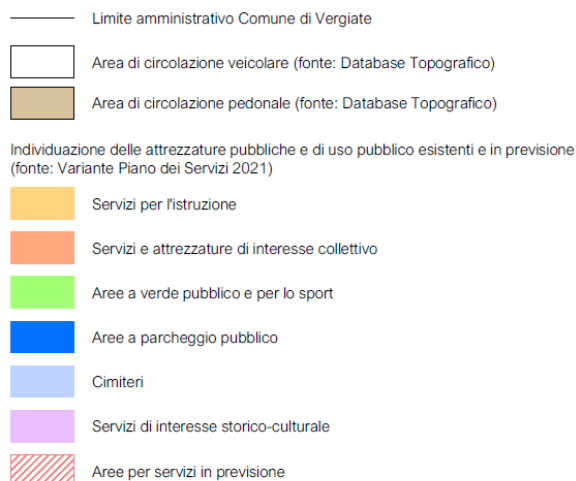 Limite amministrativo Comune di Vergiate
Area di circolazione veicolare (fonte: Database Topografico)
Area di circolazione pedonale (fonte: Database Topografico)
Individuazione delle attrezzature pubbliche e di uso pubblico esistenti e in previsione
(fonte: Variante Piano dei Servizi 2021)
Servizi per l'istruzione
Servizi e attrezzature di interesse collettivo
Aree a verde pubblico e per lo sport
Aree a parcheggio pubblico
Cimiteri
Servizi di interesse storico-culturale
Aree per servizi in previsione